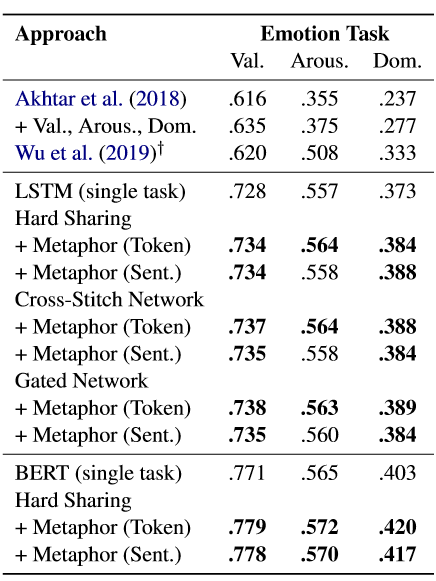 Approach Emotion Task
Val. Arous. Dom.
Akhtar et al. (2018) .616 .355 .237
+ Val., Arous., Dom. .635 .375 .277
Wu et al. (2019)† .620 .508 .333
LSTM (single task) .728 .557 .373
Hard Sharing
+ Metaphor (Token) .734 .564 .384
+ Metaphor (Sent.) .734 .558 .388
Cross-Stitch Network
+ Metaphor (Token) .737 .564 .388
+ Metaphor (Sent.) .735 .558 .384
Gated Network
+ Metaphor (Token) .738 .563 .389
+ Metaphor (Sent.) .735 .560 .384
BERT (single task) .771 .565 .403
Hard Sharing
+ Metaphor (Token) .779 .572 .420
+ Metaphor (Sent.) .778 .570 .417